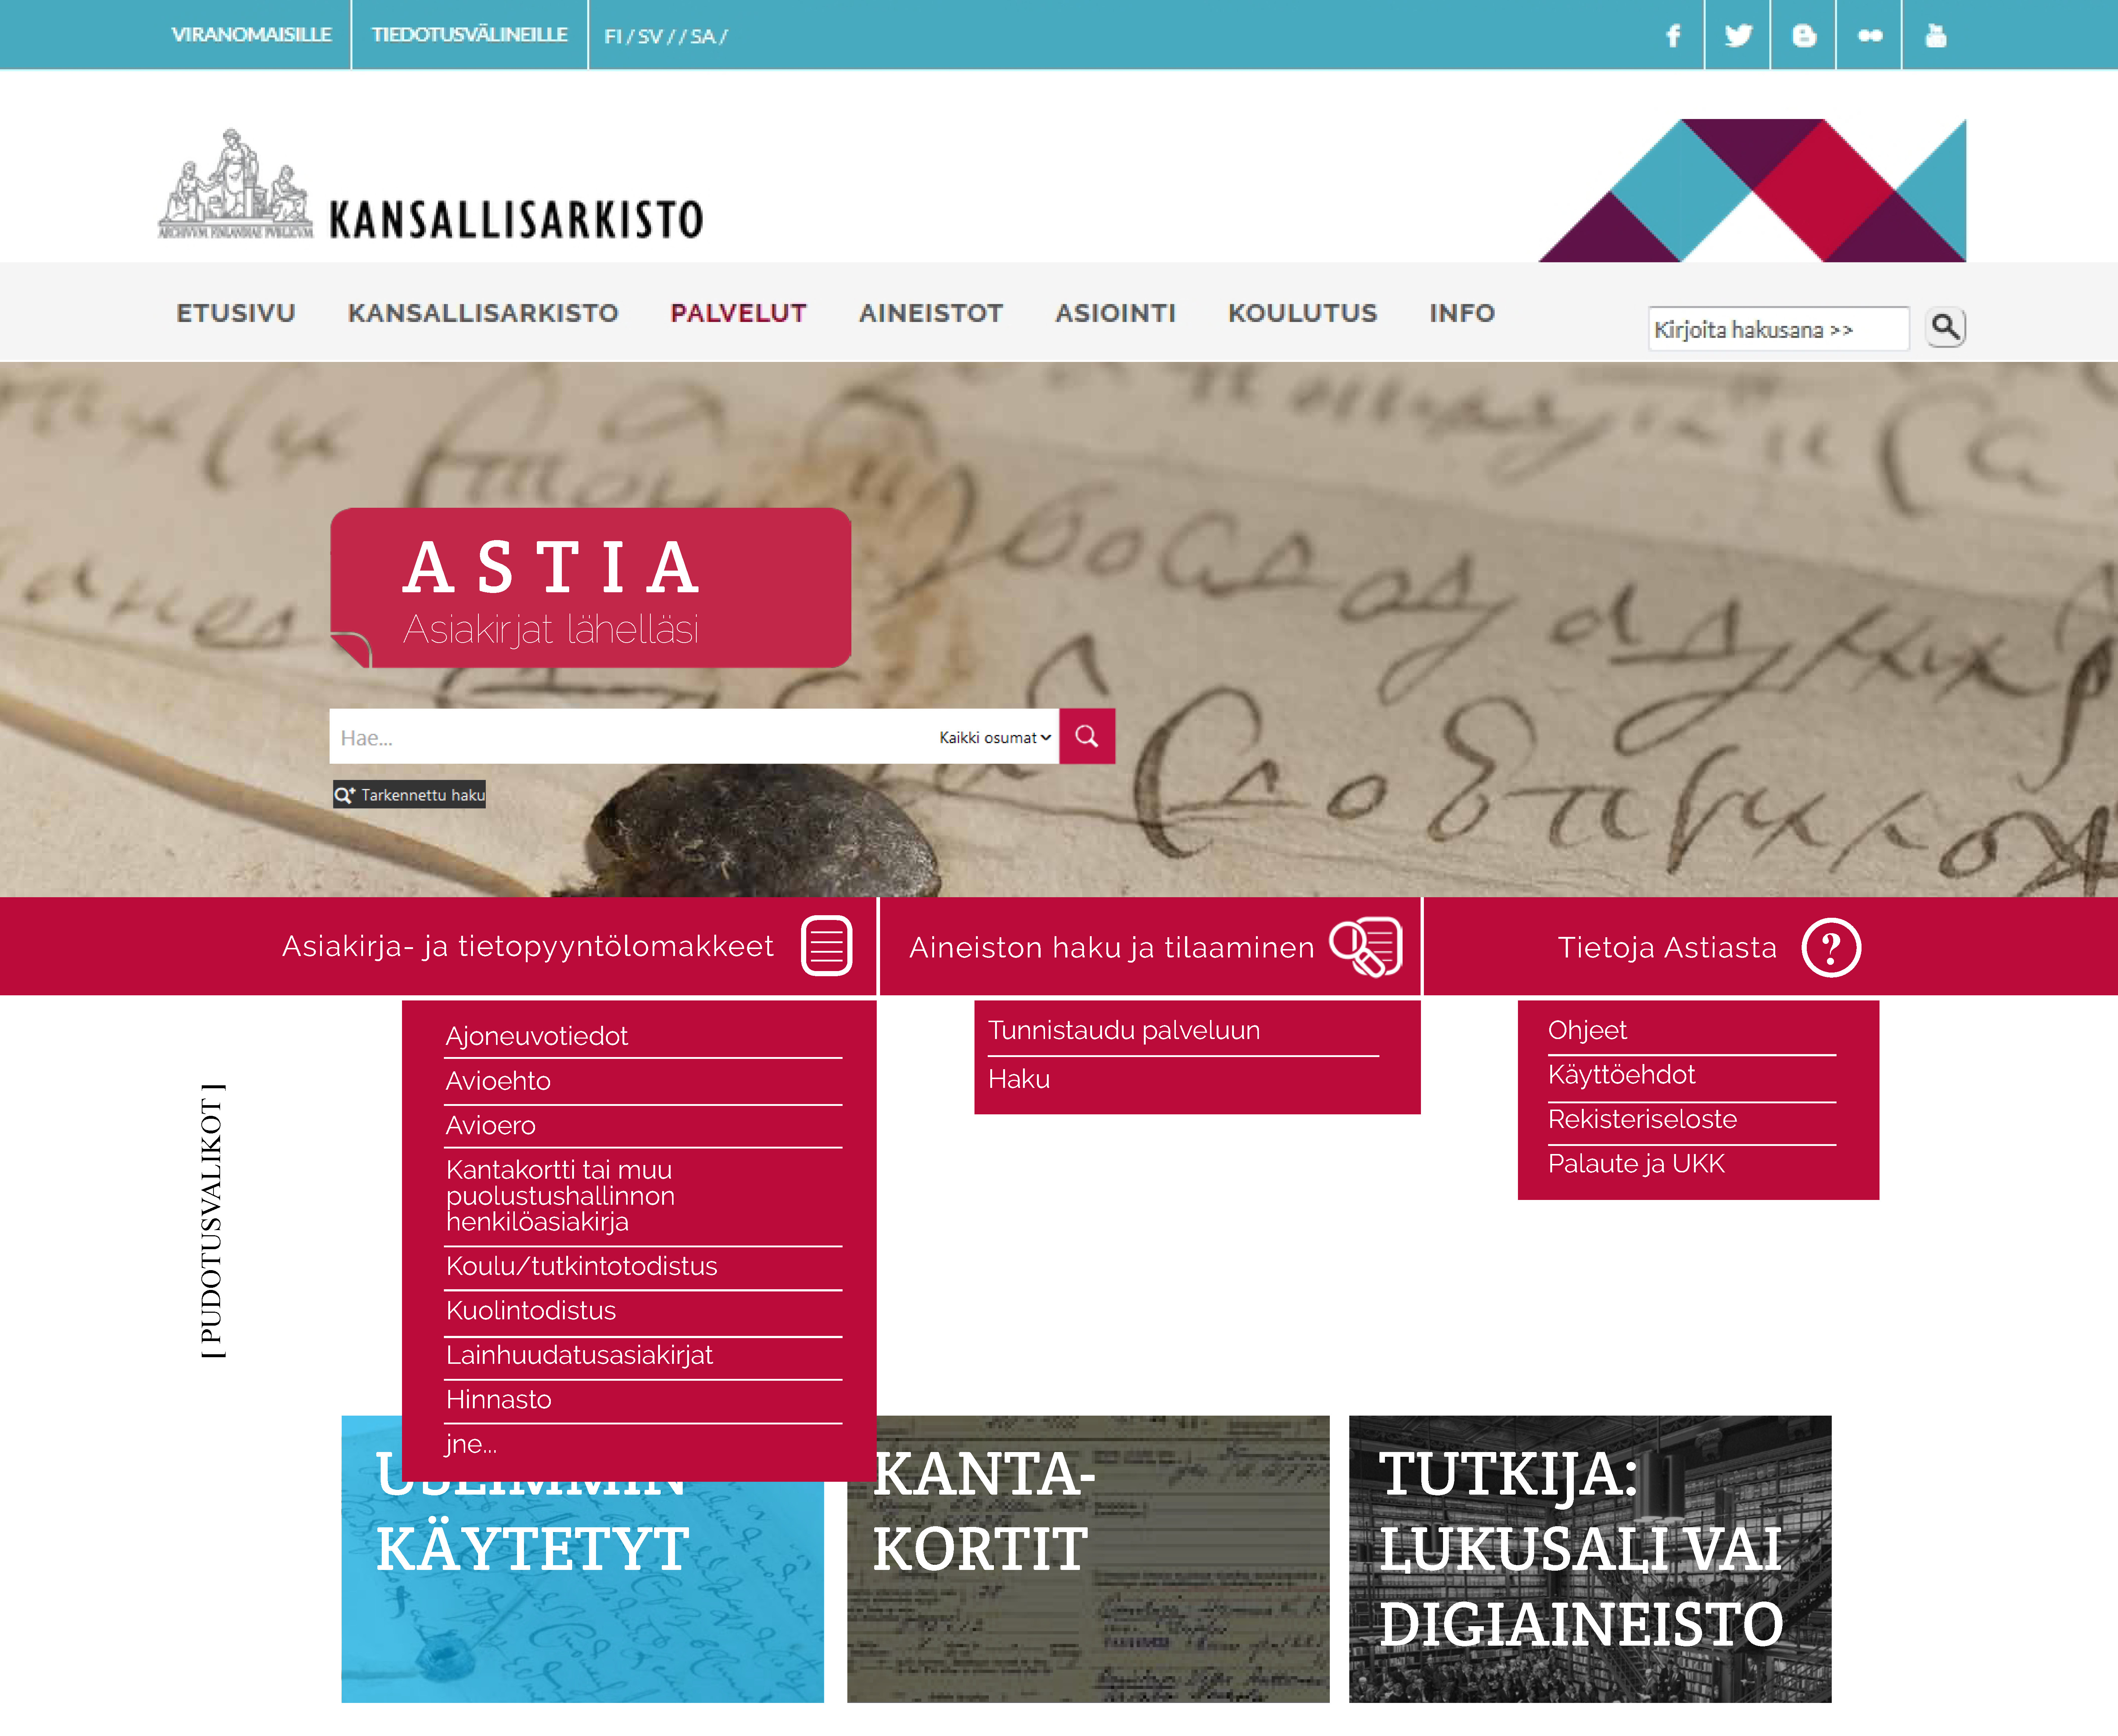 VIRANOMAISILLE
TIEDOTUSVÄLINEILLE
FI / SV / / SA /
ARCHIVVM FINLANDIAE PVBLICVM
KANSALLISARKISTO
ETUSIVU
KANSALLISARKISTO
PALVELUT
AINEISTOT
ASIOINTI
KOULUTUS
INFO
Kirjoita hakusana >>
ASTIA
Asiakirjat lähelläsi
Hae...
Kaikki osumat
Tarkennettu haku
Asiakirja- ja tietopyyntölomakkeet
Aineiston haku ja tilaaminen
Tietoja Astiasta
?
[ PUDOTUSVALIKOT ]
Ajoneuvotiedot
Avioehto
Avioero
Kantakortti tai muu
puolustushallinnon
henkilöasiakirja
Koulu/tutkintotodistus
Kuolintodistus
Lainhuudatusasiakirjat
Hinnasto
jne...
Tunnistaudu palveluun
Haku
Ohjeet
Käyttöehdot
Rekisteriseloste
Palaute ja UKK
USEIMMIN
KÄYTETYT
KANTA-
KORTIT
TUTKIJA:
LUKUSALI VAI
DIGIAINEISTO